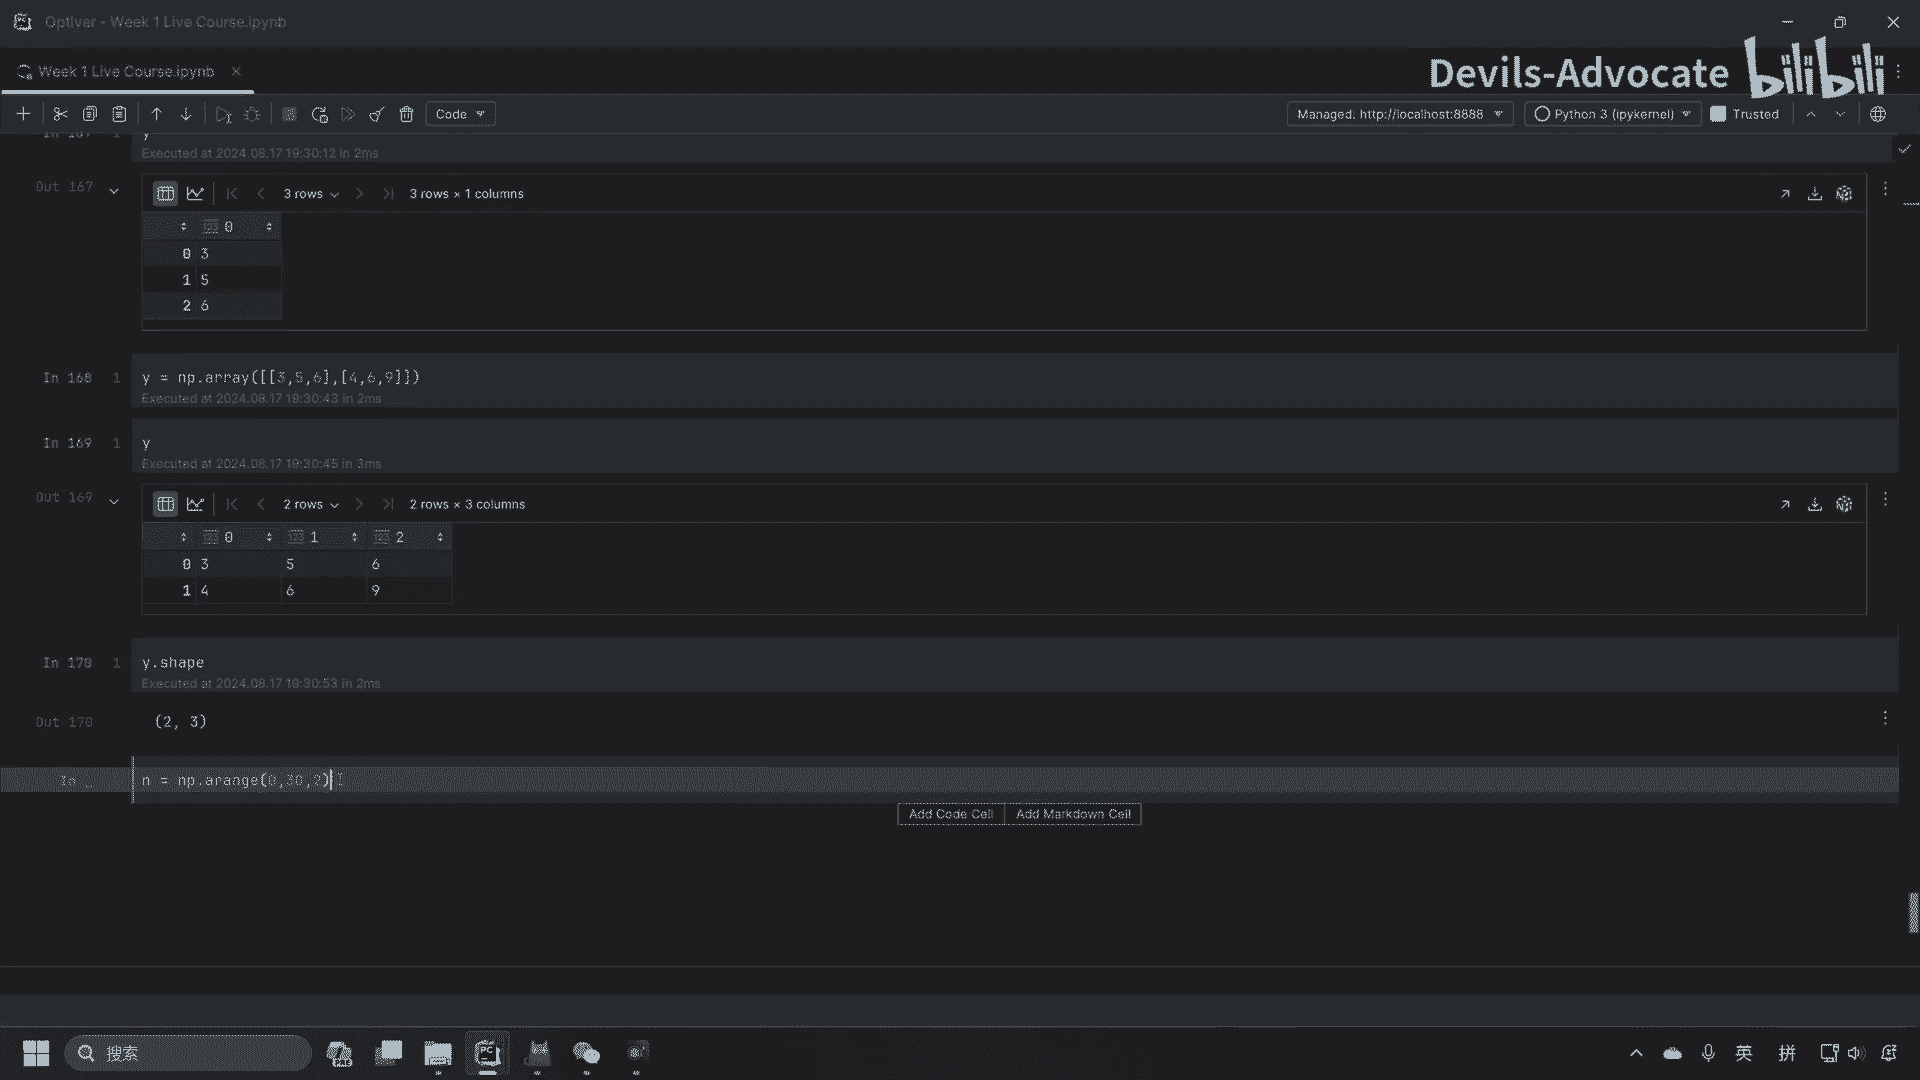 Optiver - Week 1 Live Course.ipynb
Week 1 Live Course.ipynb
Devils-Advocate bilibili
Code
Managed: http://localhost:8888
Python 3 (ipykernel)
Trusted
In 167 1 y
Executed at 2024.08.17 19:30:12 in 2ms
Out 167
3 rows
3 rows × 1 columns
123 0
0 3
1 5
2 6
In 168 1 y = np.array([[3,5,6],[4,6,9]])
Executed at 2024.08.17 19:30:43 in 2ms
In 169 1 y
Executed at 2024.08.17 19:30:45 in 3ms
Out 169
2 rows
2 rows × 3 columns
123 0 123 1 123 2
0 3 5 6
1 4 6 9
In 170 1 y.shape
Executed at 2024.08.17 19:30:53 in 2ms
Out 170 (2, 3)
In _ n = np.arange(0,30,2)
Add Code Cell Add Markdown Cell
搜索
英 拼